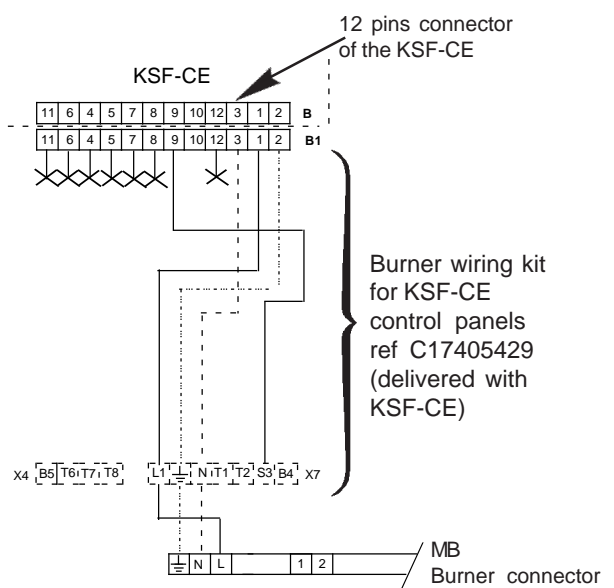 12 pins connector
of the KSF-CE
KSF-CE
11 6 4 5 7 8 9 10 12 3 1 2 B
11 6 4 5 7 8 9 10 12 3 1 2 B1
Burner wiring kit
for KSF-CE
control panels
ref C17405429
(delivered with
KSF-CE)
X4 B5 T6 T7 T8 L1 N T1 T2 S3 B4 X7
N L 1 2
MB
Burner connector